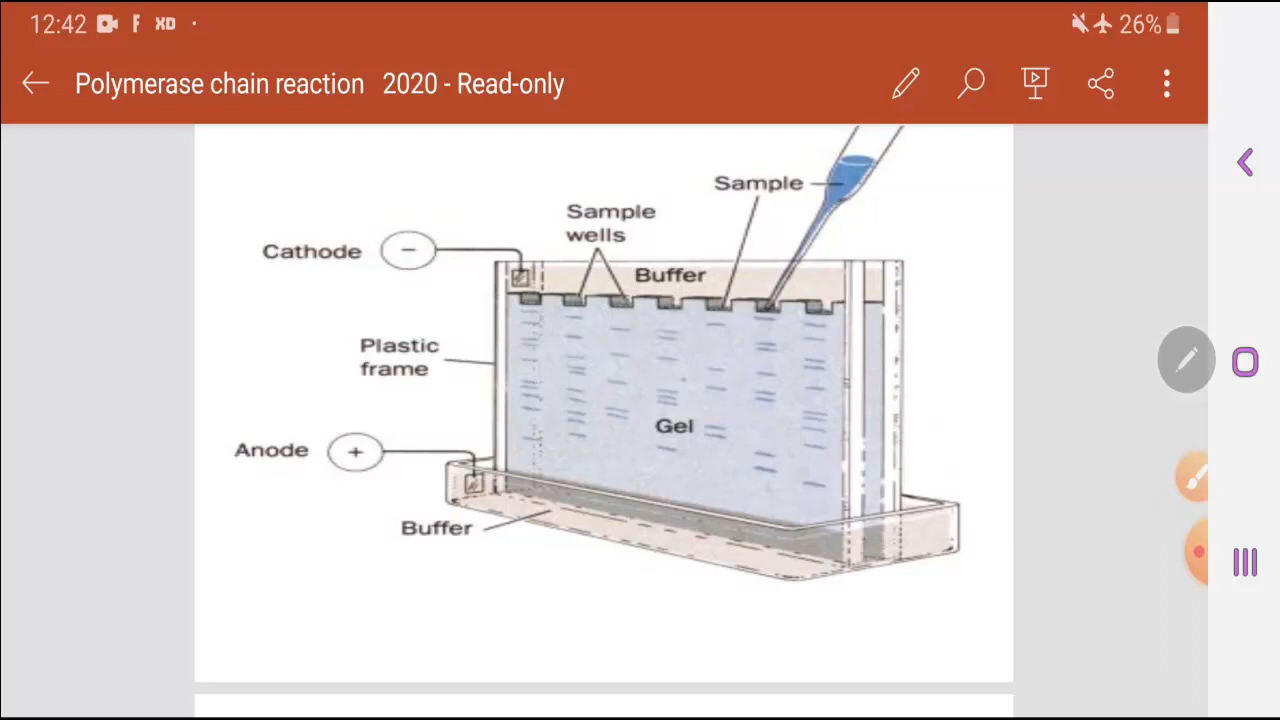 12:42 F XD 26%
Polymerase chain reaction 2020 - Read-only
Sample
Sample
wells
Cathode −
Buffer
Plastic
frame
Gel
Anode +
Buffer